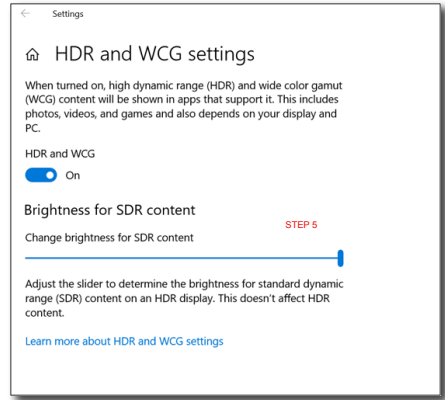 Settings
HDR and WCG settings
When turned on, high dynamic range (HDR) and wide color gamut
(WCG) content will be shown in apps that support it. This includes
photos, videos, and games and also depends on your display and
PC.
HDR and WCG
On
Brightness for SDR content
STEP 5
Change brightness for SDR content
Adjust the slider to determine the brightness for standard dynamic
range (SDR) content on an HDR display. This doesn't affect HDR
content.
Learn more about HDR and WCG settings